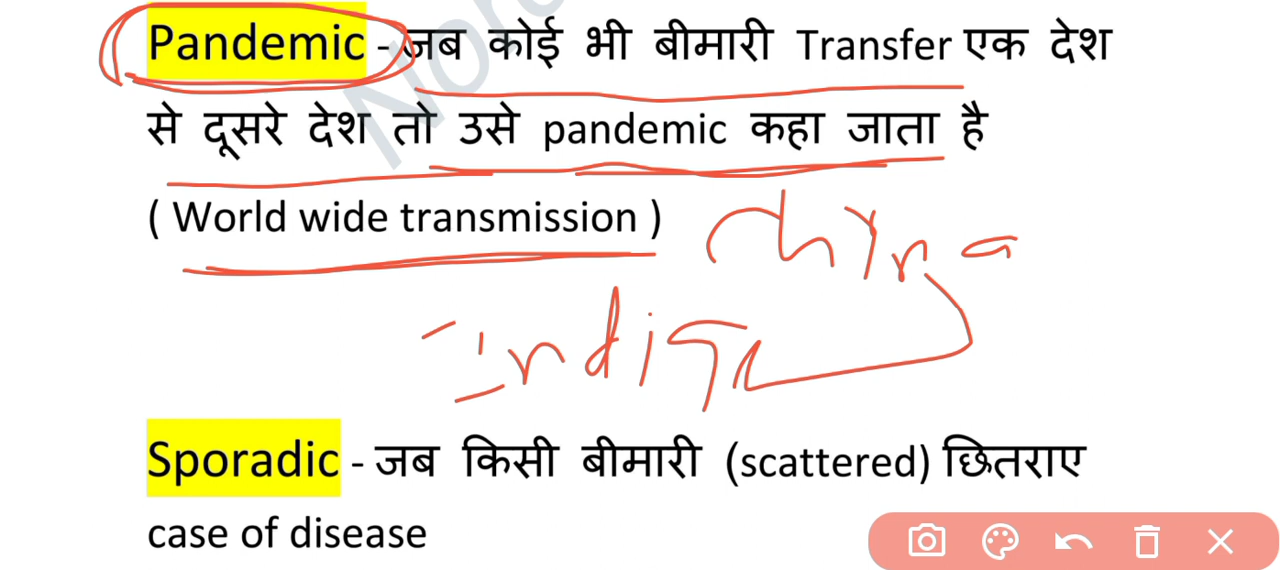 Pandemic - जब कोई भी बीमारी Transfer एक देश
से दूसरे देश तो उसे pandemic कहा जाता है
( World wide transmission )
China
India
Sporadic - जब किसी बीमारी (scattered) छितराए
case of disease